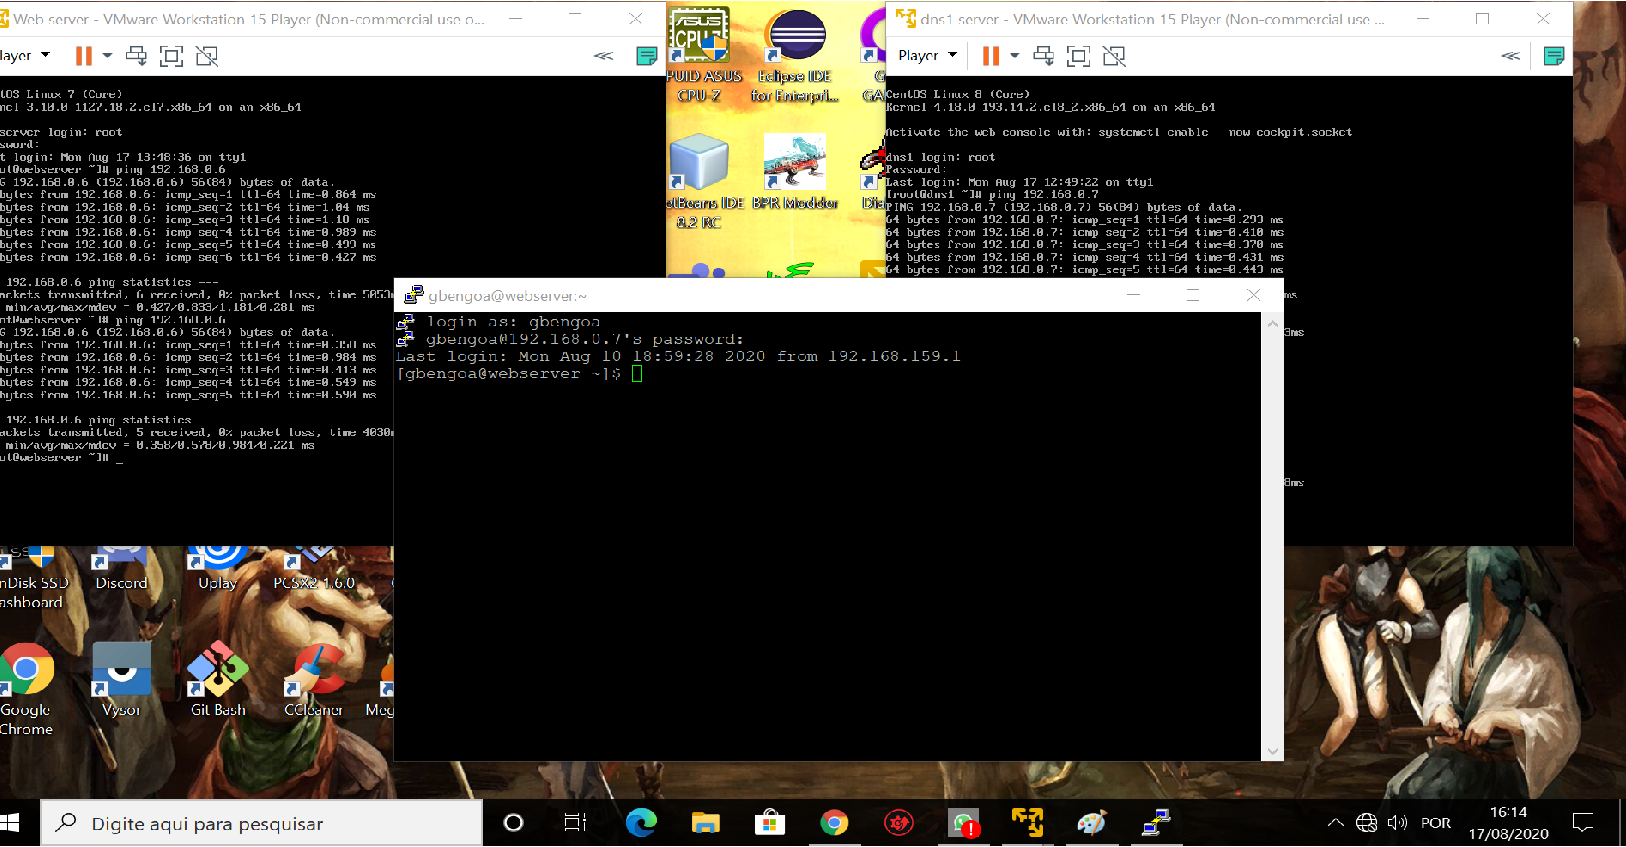 Web server - VMware Workstation 15 Player (Non-commercial use o...
layer
tOS Linux 7 (Core)
nel 3.10.0-1127.18.2.el7.x86_64 on an x86_64
server login: root
sword:
t login: Mon Aug 17 13:48:36 on tty1
ot@webserver ~]# ping 192.168.0.6
G 192.168.0.6 (192.168.0.6) 56(84) bytes of data.
bytes from 192.168.0.6: icmp_seq=1 ttl=64 time=0.864 ms
bytes from 192.168.0.6: icmp_seq=2 ttl=64 time=1.04 ms
bytes from 192.168.0.6: icmp_seq=3 ttl=64 time=1.18 ms
bytes from 192.168.0.6: icmp_seq=4 ttl=64 time=0.989 ms
bytes from 192.168.0.6: icmp_seq=5 ttl=64 time=0.499 ms
bytes from 192.168.0.6: icmp_seq=6 ttl=64 time=0.427 ms
192.168.0.6 ping statistics ---
ackets transmitted, 6 received, 0% packet loss, time 5053m
min/avg/max/mdev = 0.427/0.833/1.181/0.281 ms
ot@webserver ~]# ping 192.168.0.6
G 192.168.0.6 (192.168.0.6) 56(84) bytes of data.
bytes from 192.168.0.6: icmp_seq=1 ttl=64 time=0.358 ms
bytes from 192.168.0.6: icmp_seq=2 ttl=64 time=0.984 ms
bytes from 192.168.0.6: icmp_seq=3 ttl=64 time=0.413 ms
bytes from 192.168.0.6: icmp_seq=4 ttl=64 time=0.549 ms
bytes from 192.168.0.6: icmp_seq=5 ttl=64 time=0.590 ms
192.168.0.6 ping statistics
ackets transmitted, 5 received, 0% packet loss, time 4030m
min/avg/max/mdev = 0.358/0.578/0.984/0.221 ms
ot@webserver ~]# _
ASUS
CPU-Z
PUID ASUS
CPU-Z
Eclipse IDE
for Enterpri...
G
GA
etBeans IDE
8.2 RC
BPR Modder
Dia
dns1 server - VMware Workstation 15 Player (Non-commercial use ...
Player
CentOS Linux 8 (Core)
Kernel 4.18.0-193.14.2.el8_2.x86_64 on an x86_64
Activate the web console with: systemctl enable --now cockpit.socket
dns1 login: root
Password:
Last login: Mon Aug 17 12:49:22 on tty1
[root@dns1 ~]# ping 192.168.0.7
PING 192.168.0.7 (192.168.0.7) 56(84) bytes of data.
64 bytes from 192.168.0.7: icmp_seq=1 ttl=64 time=0.293 ms
64 bytes from 192.168.0.7: icmp_seq=2 ttl=64 time=0.410 ms
64 bytes from 192.168.0.7: icmp_seq=3 ttl=64 time=0.370 ms
64 bytes from 192.168.0.7: icmp_seq=4 ttl=64 time=0.431 ms
64 bytes from 192.168.0.7: icmp_seq=5 ttl=64 time=0.443 ms
ms
3ms
8ms
gbengoa@webserver:~
login as: gbengoa
gbengoa@192.168.0.7's password:
Last login: Mon Aug 10 18:59:28 2020 from 192.168.159.1
[gbengoa@webserver ~]$
nDisk SSD
ashboard
Discord
Uplay
PCSX2 1.6.0
Google
Chrome
Vysor
Git Bash
CCleaner
Meg
Digite aqui para pesquisar
POR
16:14
17/08/2020